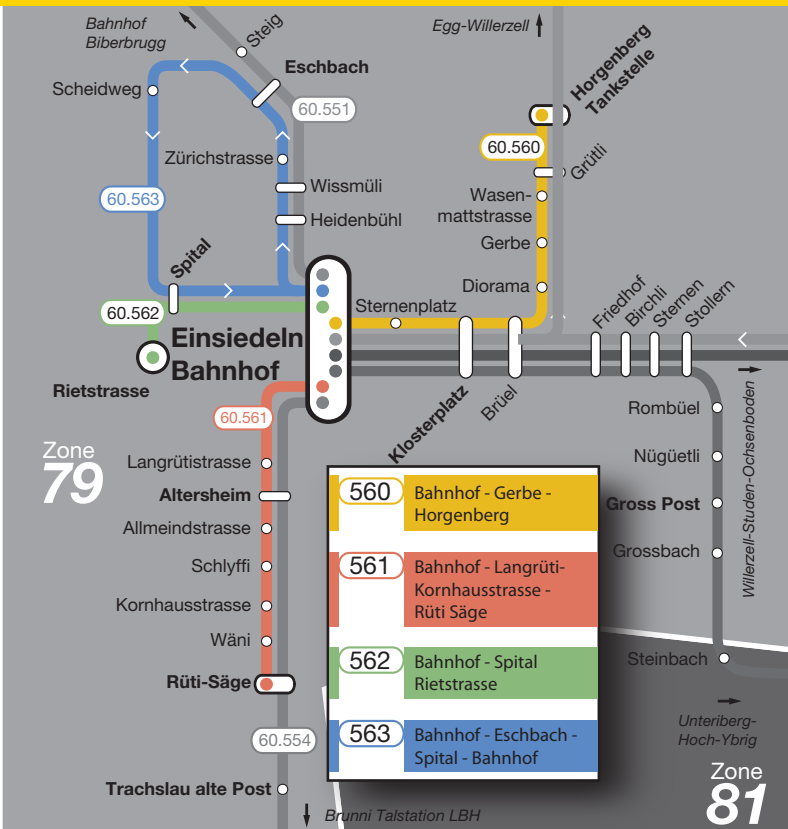 Bahnhof
Biberbrugg
Steig
Egg-Willerzell
Eschbach
Horgenberg
Tankstelle
Scheidweg
60.551
60.560
Zürichstrasse
Grütli
Wissmüli
Wasen-
mattstrasse
60.563
Heidenbühl
Gerbe
Spital
Diorama
60.562
Sternenplatz
Friedhof
Birchli
Sternen
Stollern
Einsiedeln
Bahnhof
Rietstrasse
Klosterplatz
Brüel
60.561
Rombüel
Willerzell-Studen-Ochsenboden
Zone
79
Langrütistrasse
Nügüetli
Altersheim
Gross Post
Allmeindstrasse
Grossbach
Schlyffi
Kornhausstrasse
Wäni
Steinbach
Rüti-Säge
60.554
Unteriberg-
Hoch-Ybrig
Trachslau alte Post
Brunni Talstation LBH
Zone
81
560 Bahnhof - Gerbe -
Horgenberg
561 Bahnhof - Langrüti-
Kornhausstrasse -
Rüti Säge
562 Bahnhof - Spital
Rietstrasse
563 Bahnhof - Eschbach -
Spital - Bahnhof